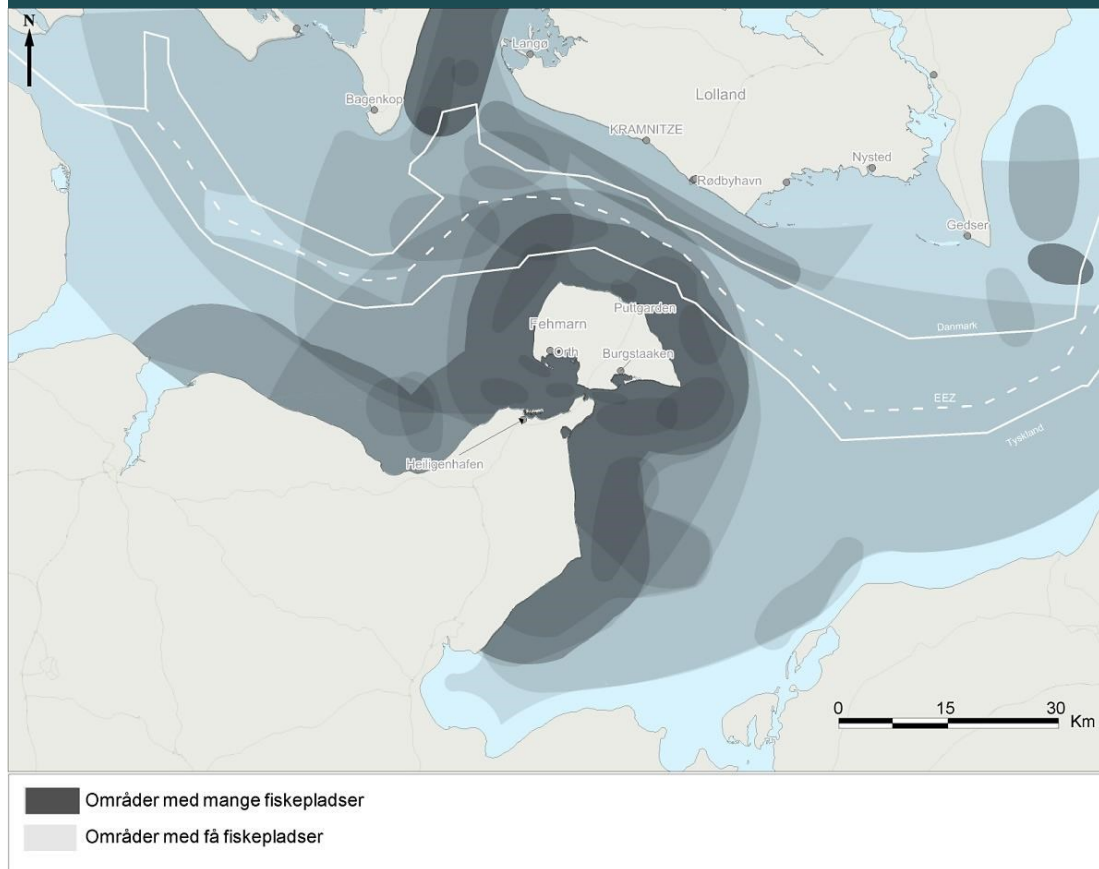 N
Langø
Lolland
Bagenkop
KRAMNITZE
Nysted
Rødbyhavn
Gedser
Puttgarden
Fehmarn
Danmark
Orth
Burgstaaken
EEZ
Tyskland
Heiligenhafen
0 15 30
Km
Områder med mange fiskepladser
Områder med få fiskepladser